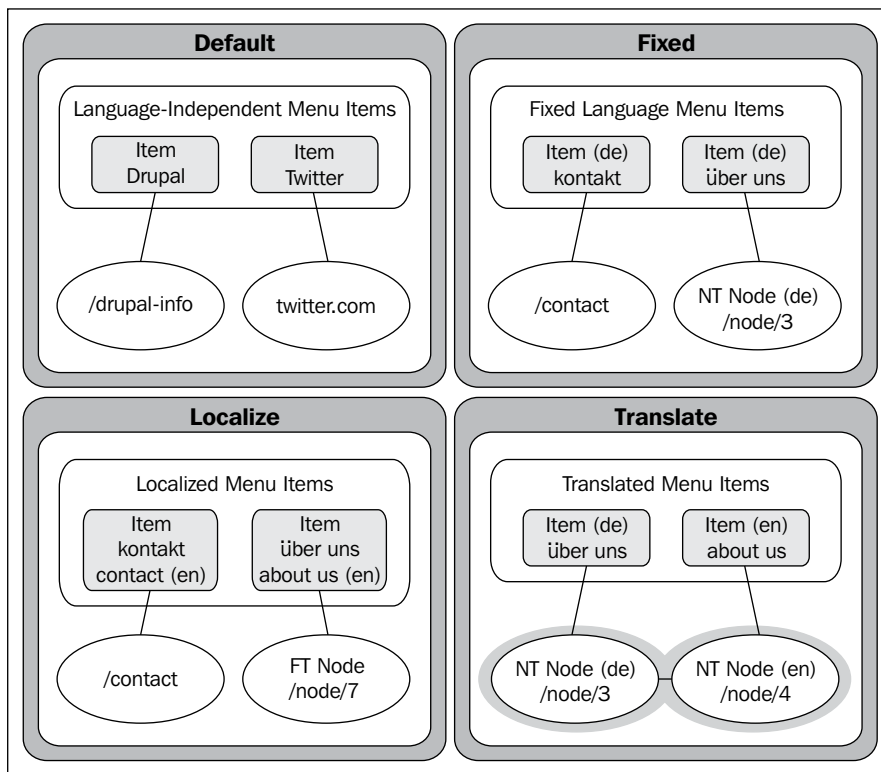 Default
Language-Independent Menu Items
Item
Drupal
Item
Twitter
/drupal-info
twitter.com
Fixed
Fixed Language Menu Items
Item (de)
kontakt
Item (de)
über uns
/contact
NT Node (de)
/node/3
Localize
Localized Menu Items
Item
kontakt
contact (en)
Item
über uns
about us (en)
/contact
FT Node
/node/7
Translate
Translated Menu Items
Item (de)
über uns
Item (en)
about us
NT Node (de)
/node/3
NT Node (en)
/node/4